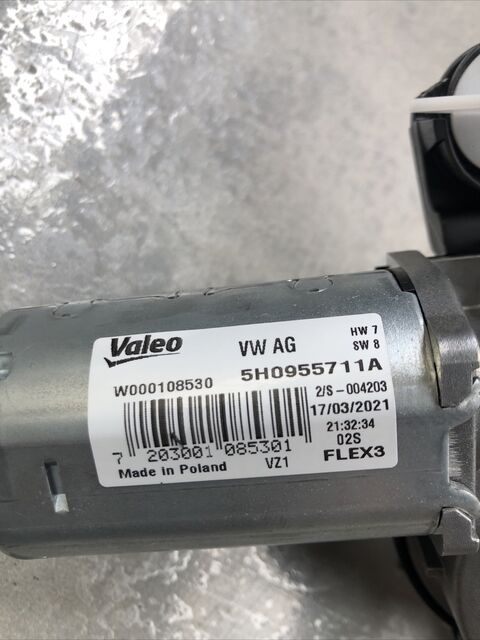 Valeo
VW AG
HW 7
SW 8
W000108530
5H0955711A
2/S-004203
17/03/2021
21:32:34
02S
7 203001 085301
Made in Poland
VZ1
FLEX3